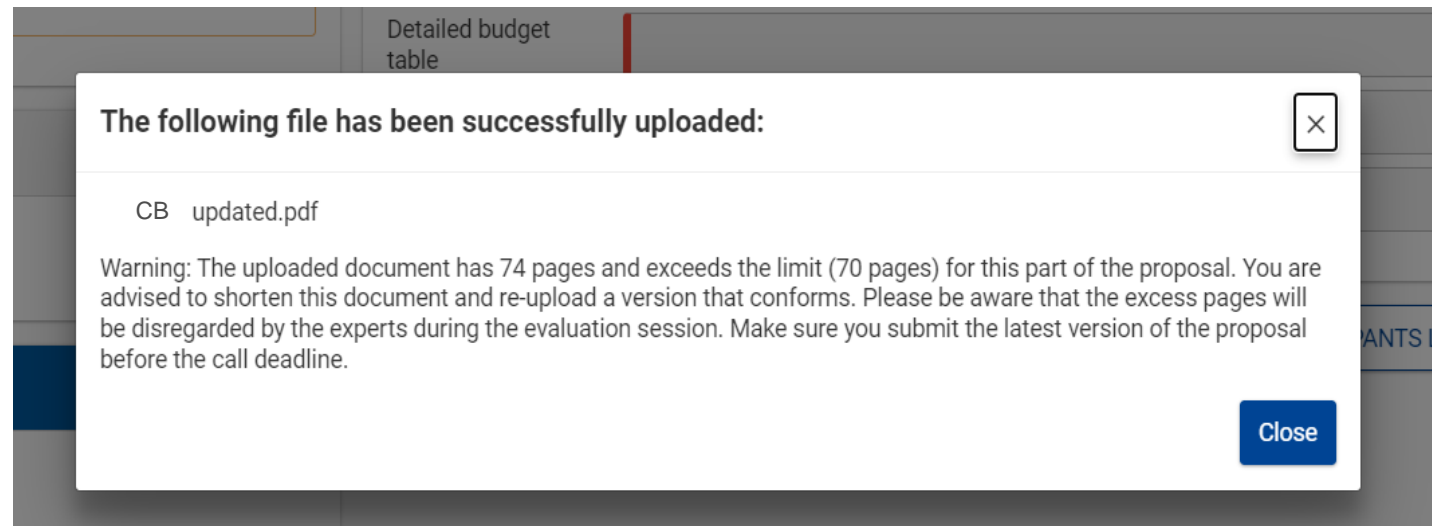 Detailed budget
table
The following file has been successfully uploaded:
CB updated.pdf
Warning: The uploaded document has 74 pages and exceeds the limit (70 pages) for this part of the proposal. You are
advised to shorten this document and re-upload a version that conforms. Please be aware that the excess pages will
be disregarded by the experts during the evaluation session. Make sure you submit the latest version of the proposal
before the call deadline.
PANTS
Close